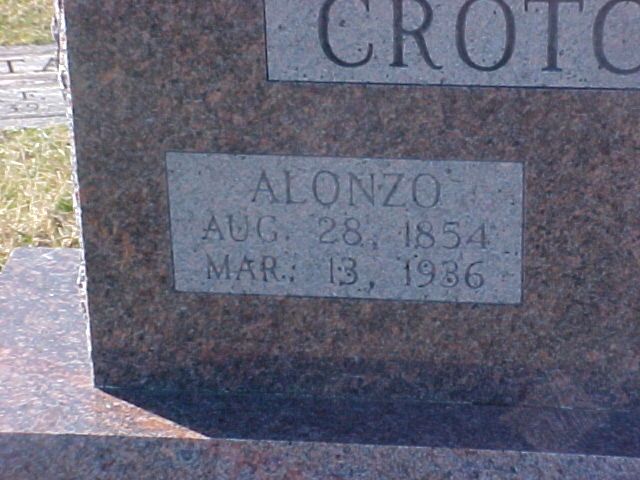 CROTO
ALONZO
AUG. 28, 1854
MAR. 13, 1936